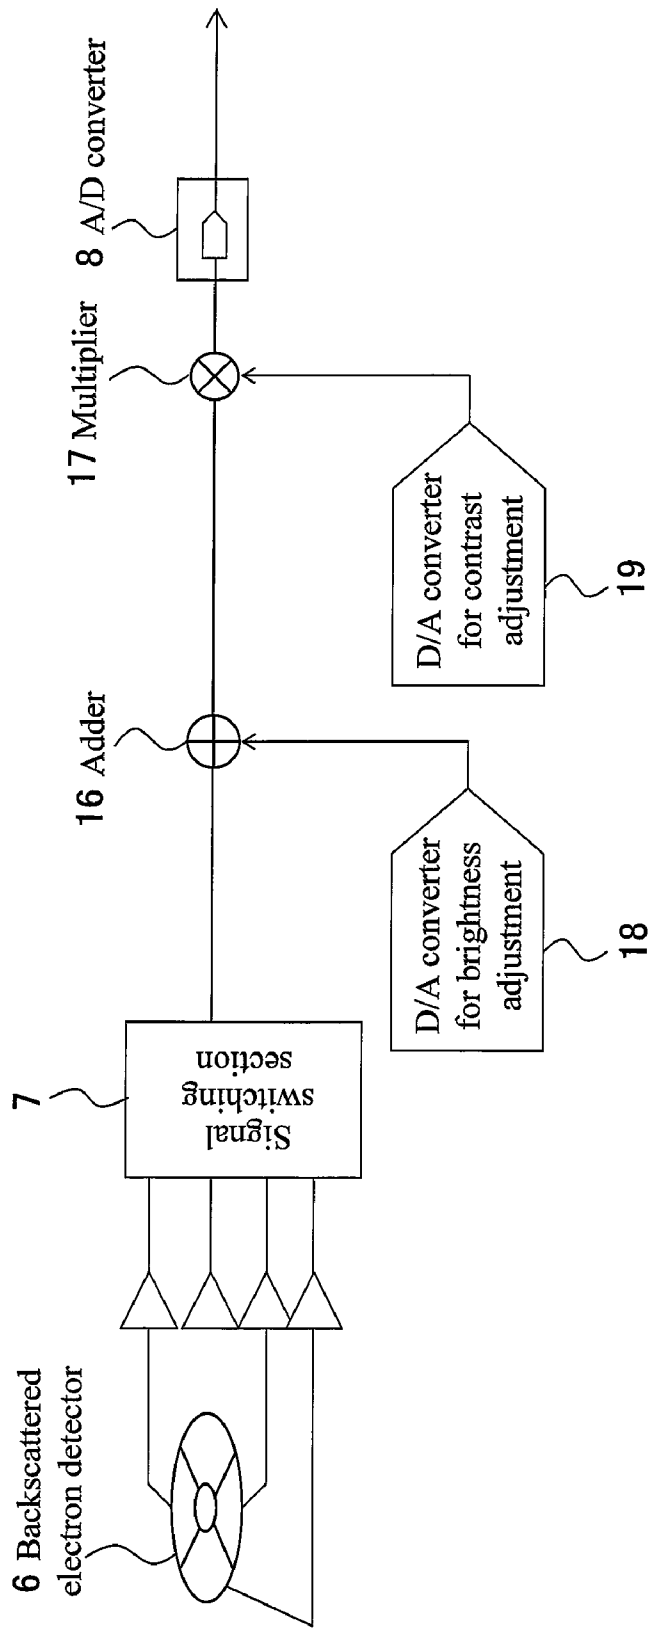 6 Backscattered
electron detector
7
Signal
switching
section
16 Adder
D/A converter
for brightness
adjustment
18
17 Multiplier
D/A converter
for contrast
adjustment
19
8 A/D converter